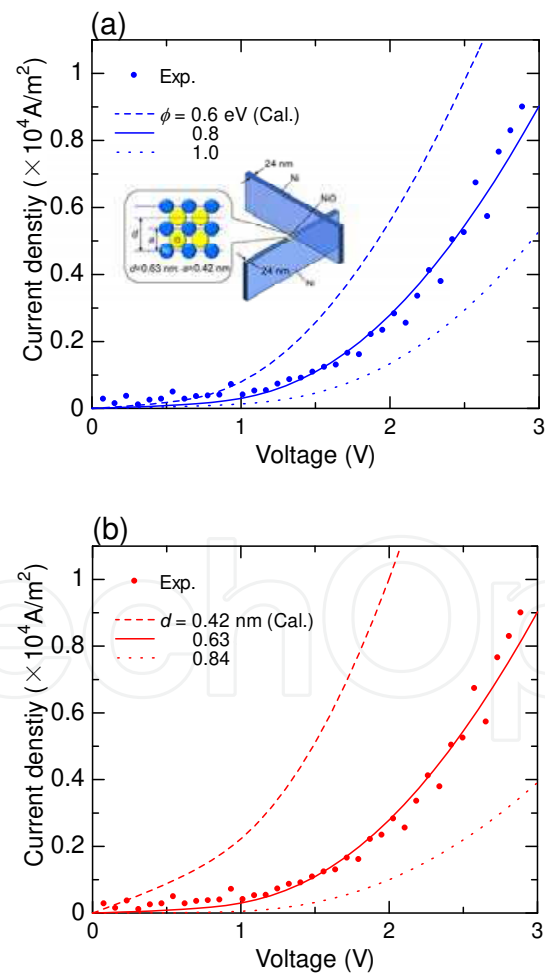 (a)
1
0.8
0.6
0.4
0.2
0
0
1
2
3
Current denstiy (×10⁴A/m²)
Voltage (V)
Exp.
ϕ = 0.6 eV (Cal.)
0.8
1.0
24 nm
Ni
NiO
24 nm
Ni
d
a
d=0.63 nm a=0.42 nm
(b)
1
0.8
0.6
0.4
0.2
0
0
1
2
3
Current denstiy (×10⁴A/m²)
Voltage (V)
Exp.
d = 0.42 nm (Cal.)
0.63
0.84
echOp